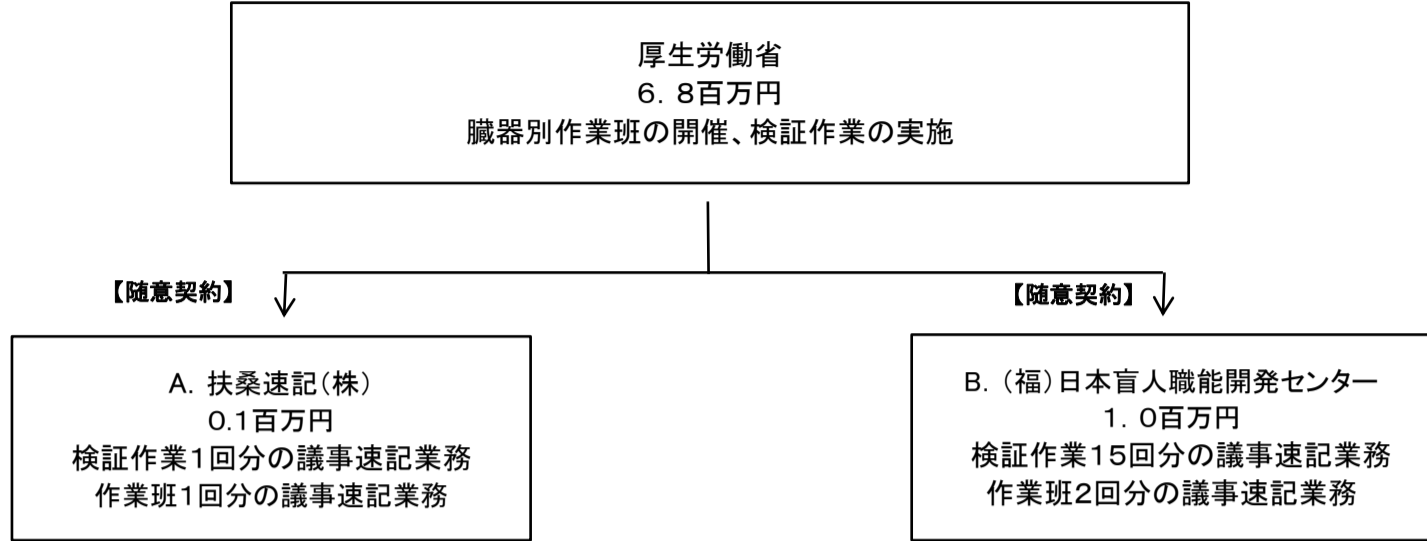 厚生労働省
６．８百万円
臓器別作業班の開催、検証作業の実施
【随意契約】
【随意契約】
A．扶桑速記（株）
0.1百万円
検証作業１回分の議事速記業務
作業班１回分の議事速記業務
B．（福）日本盲人職能開発センター
１．０百万円
検証作業１５回分の議事速記業務
作業班２回分の議事速記業務